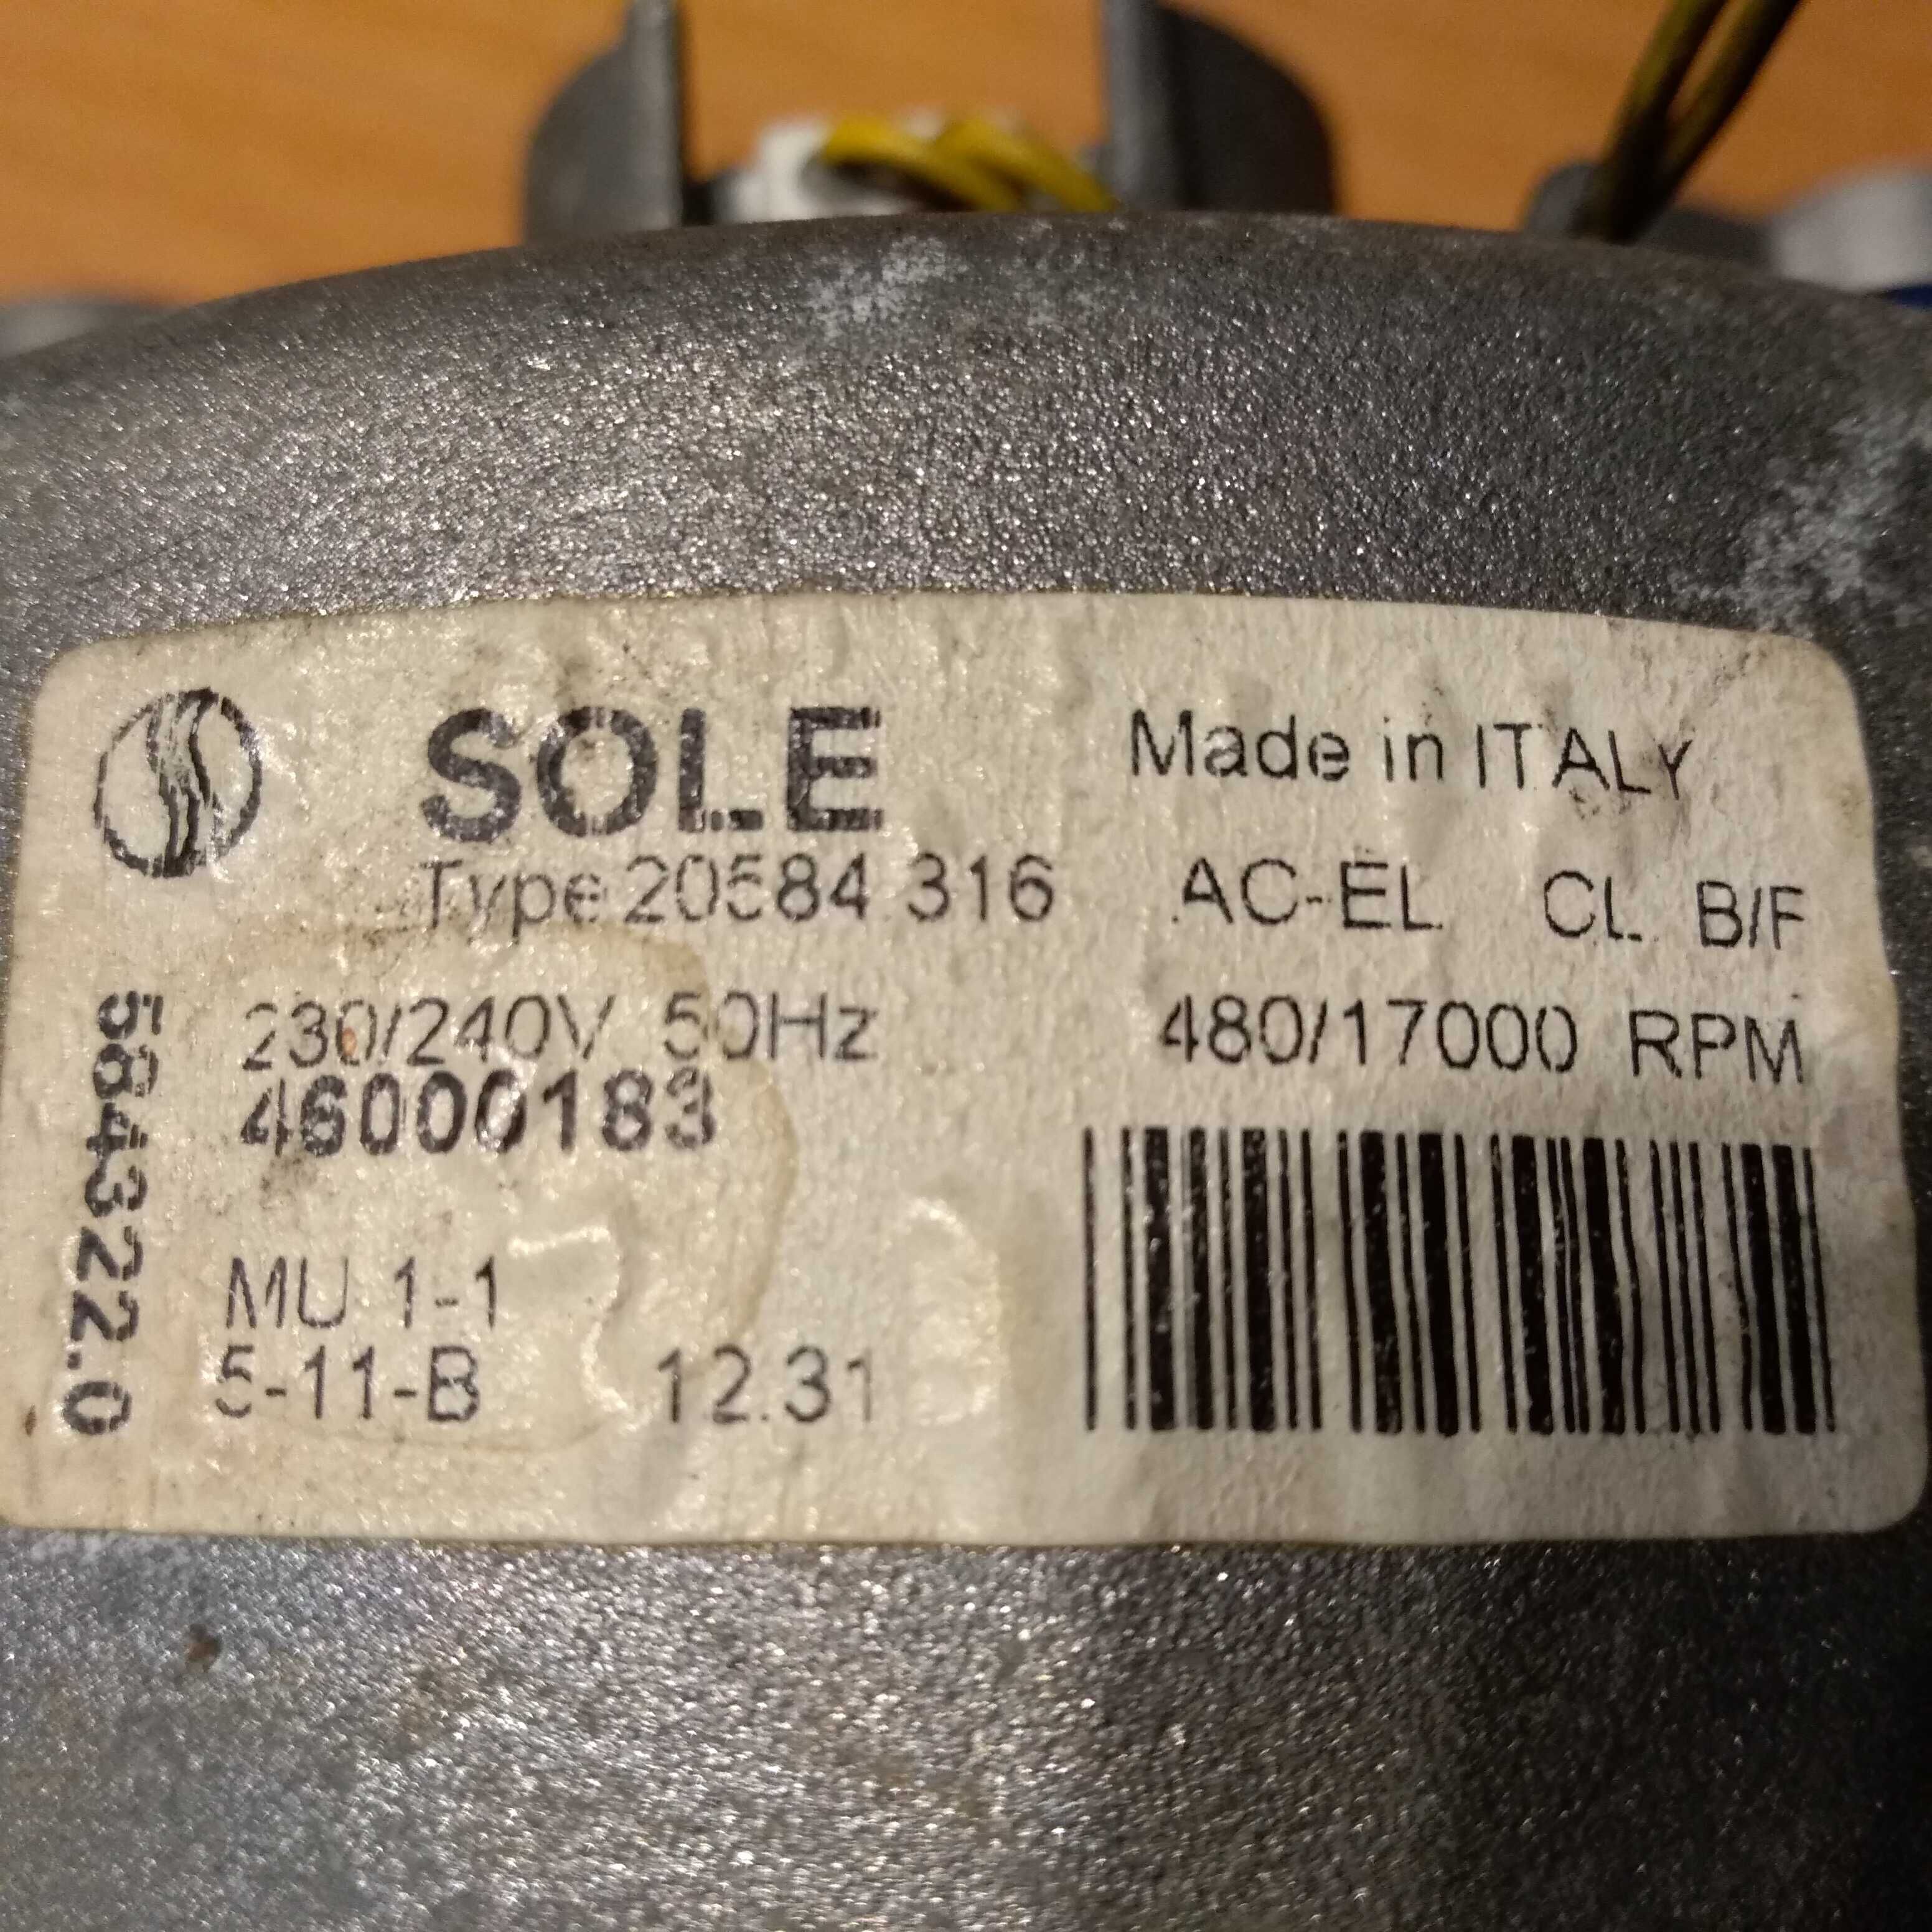 SOLE Made in ITALY
Type 20584 316 AC-EL CL. B/F
230/240V 50Hz 480/17000 RPM
46000183
MU 1-1
5-11-B 12.31
584322.0